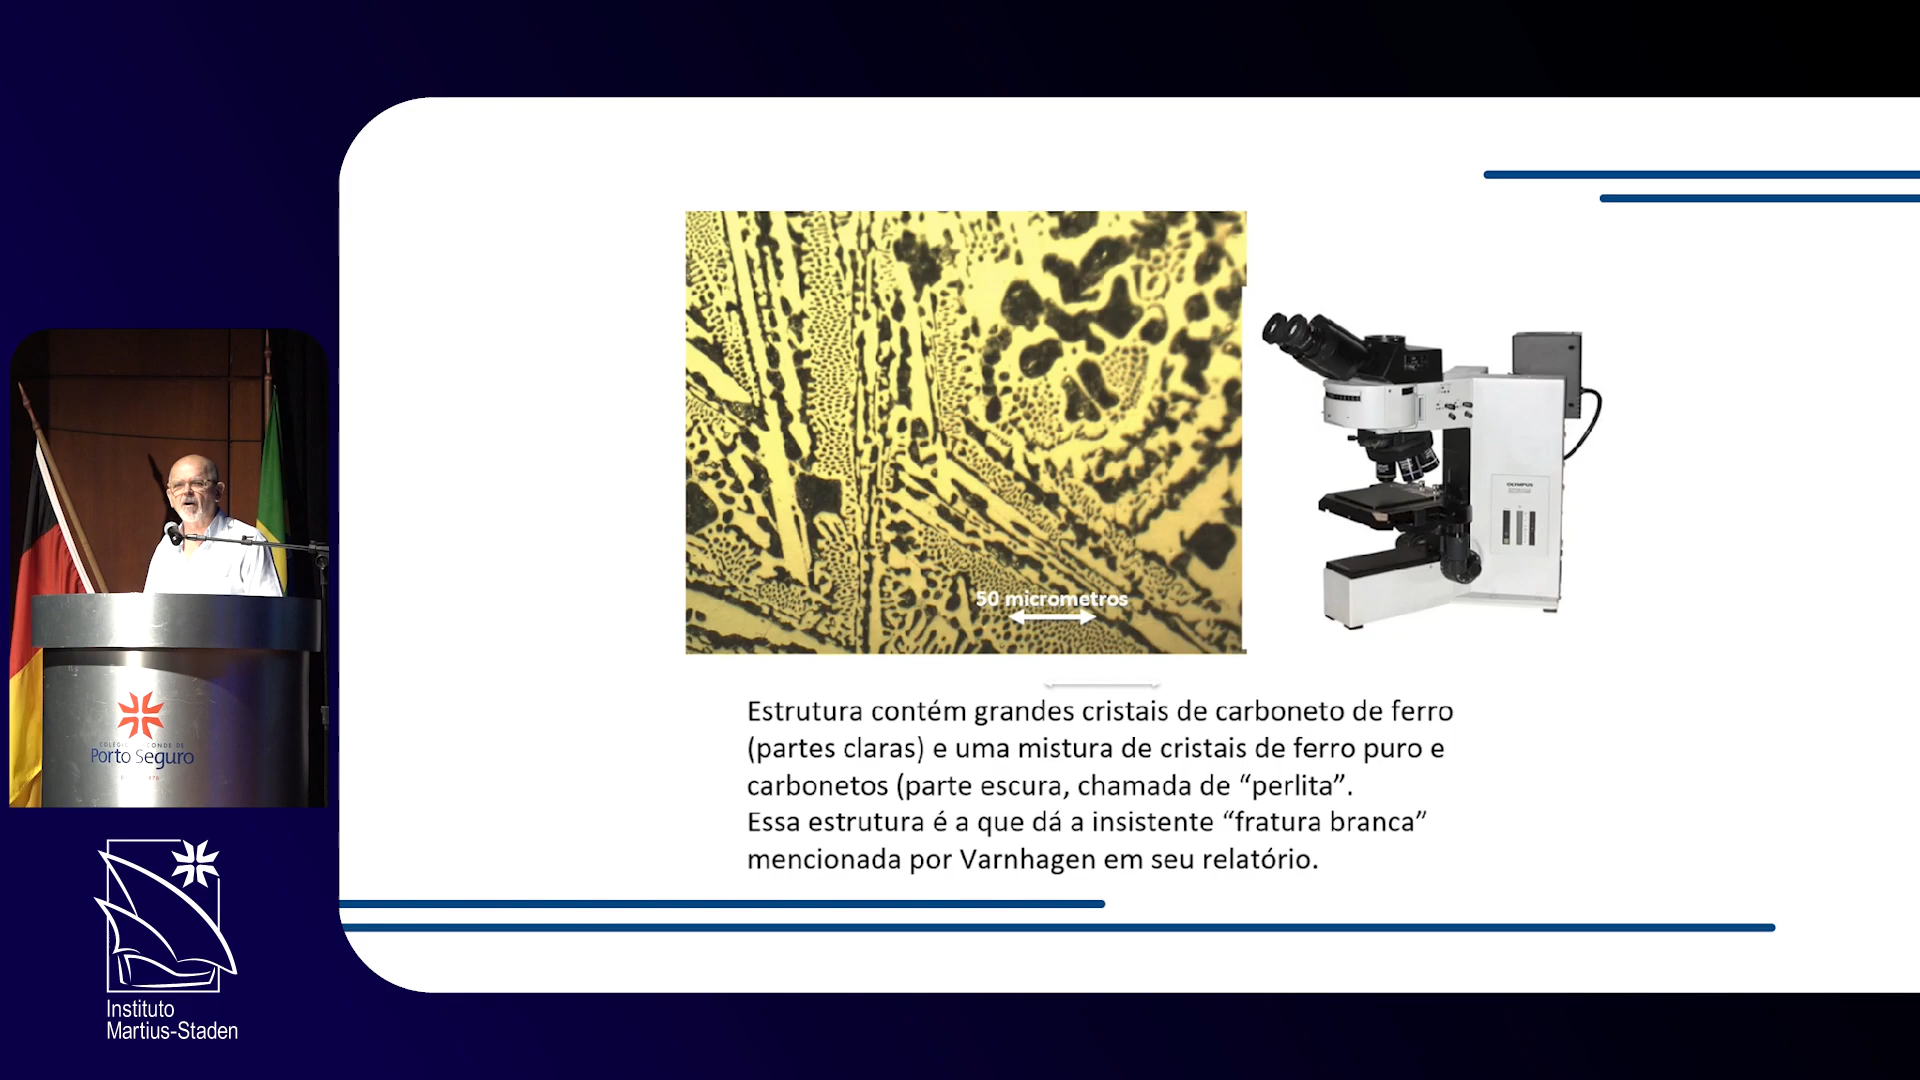 50 micrometros
OLYMPUS
Estrutura contém grandes cristais de carboneto de ferro
(partes claras) e uma mistura de cristais de ferro puro e
carbonetos (parte escura, chamada de “perlita”.
Essa estrutura é a que dá a insistente “fratura branca”
mencionada por Varnhagen em seu relatório.
Porto Seguro
Instituto
Martius-Staden